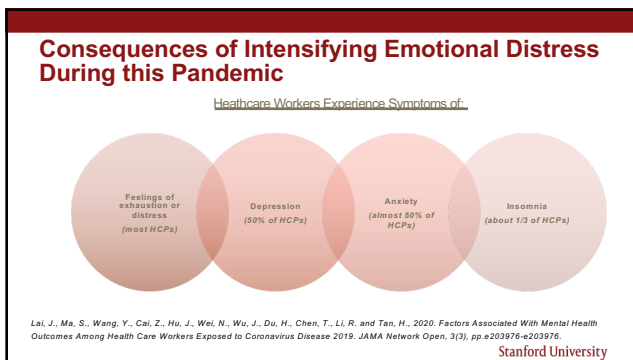 Consequences of Intensifying Emotional Distress
During this Pandemic
Heathcare Workers Experience Symptoms of:
Feelings of
exhaustion or
distress
(most HCPs)
Depression
(50% of HCPs)
Anxiety
(almost 50% of
HCPs)
Insomnia
(about 1/3 of HCPs)
Lai, J., Ma, S., Wang, Y., Cai, Z., Hu, J., Wei, N., Wu, J., Du, H., Chen, T., Li, R. and Tan, H., 2020. Factors Associated With Mental Health
Outcomes Among Health Care Workers Exposed to Coronavirus Disease 2019. JAMA Network Open, 3(3), pp.e203976-e203976.
Stanford University